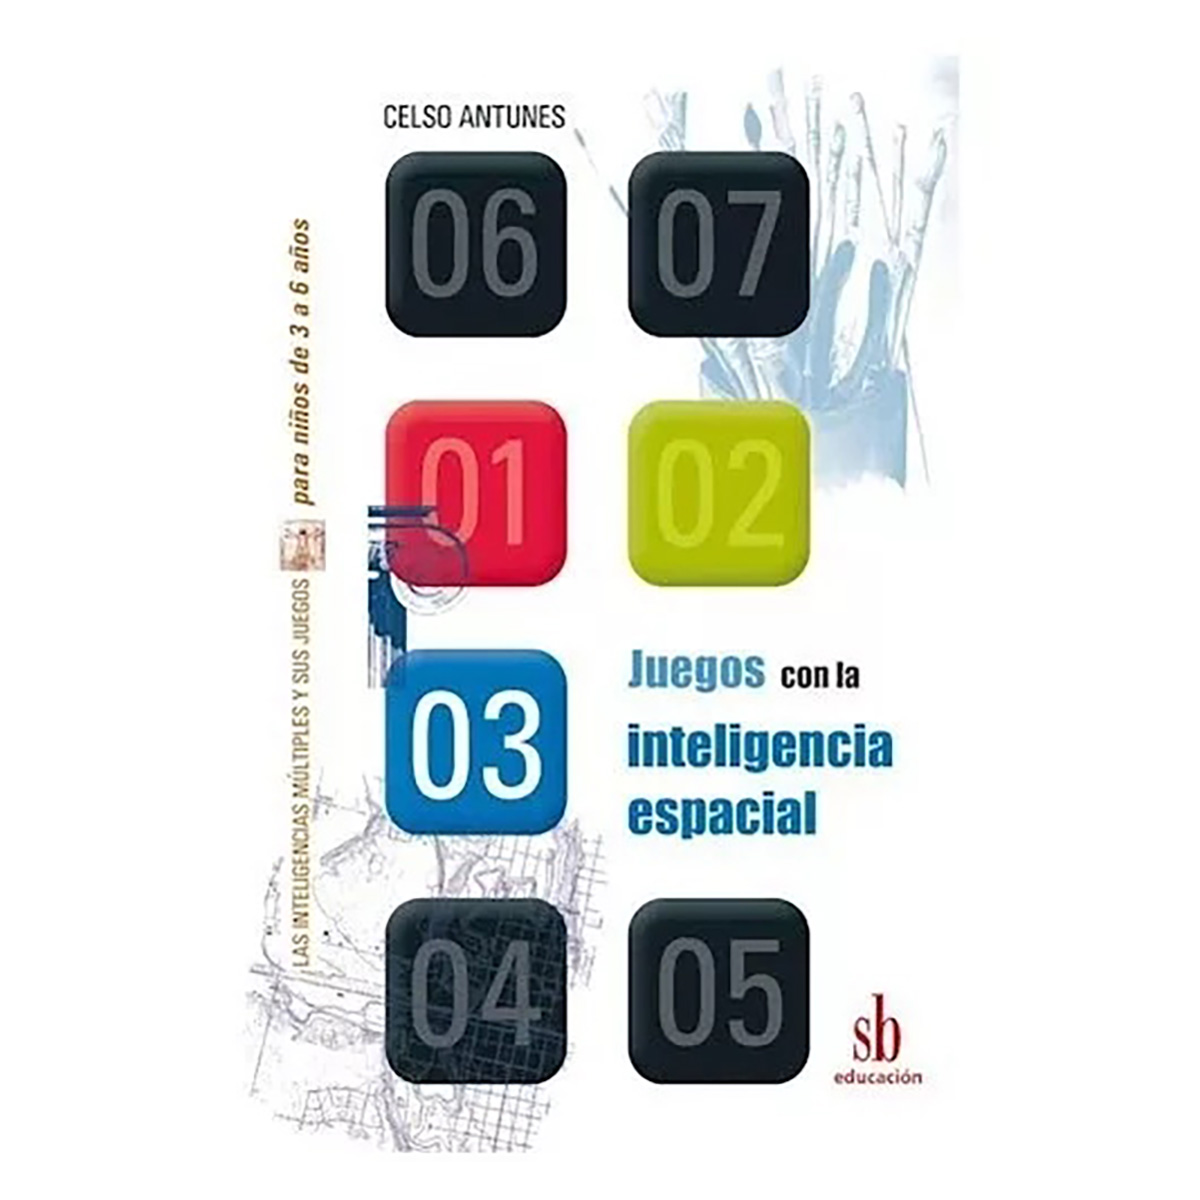 CELSO ANTUNES
06
07
01
02
03
Juegos con la
inteligencia
espacial
04
05
sb
educación
LAS INTELIGENCIAS MÚLTIPLES Y SUS JUEGOS
para niños de 3 a 6 años